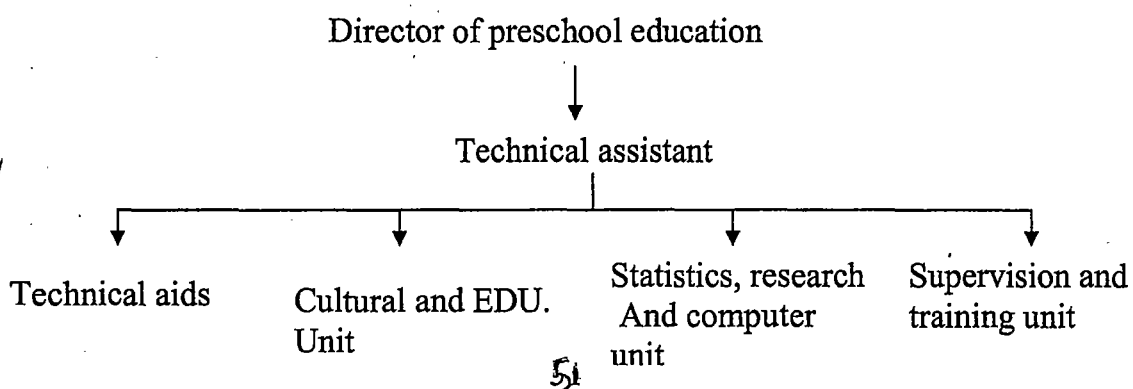 Director of preschool education
Technical assistant
Technical aids
Cultural and EDU.
Unit
Statistics, research
And computer
unit
Supervision and
training unit
51